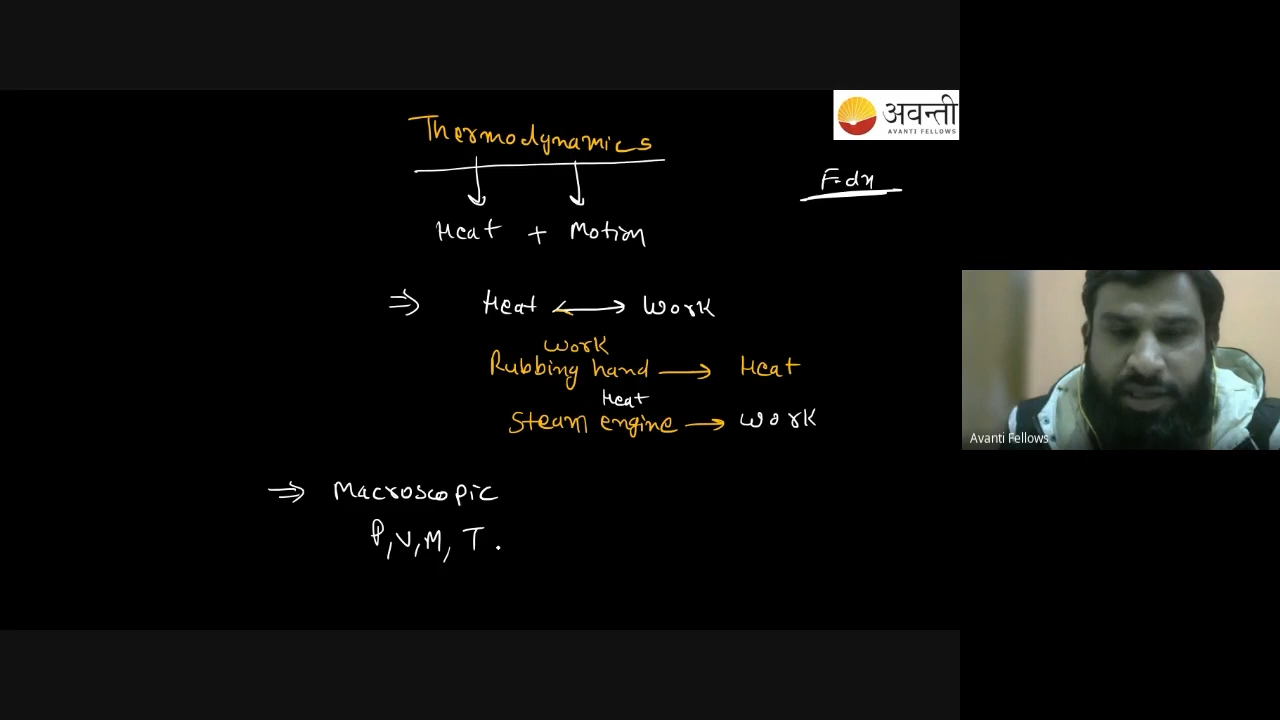 Thermodynamics
अवन्ती
AVANTI FELLOWS
F.dx
Heat + Motion
⇒ Heat ⟷ Work
Work
Rubbing hand → Heat
Heat
Steam engine → Work
Avanti Fellows
⇒ Macroscopic
P, V, M, T.